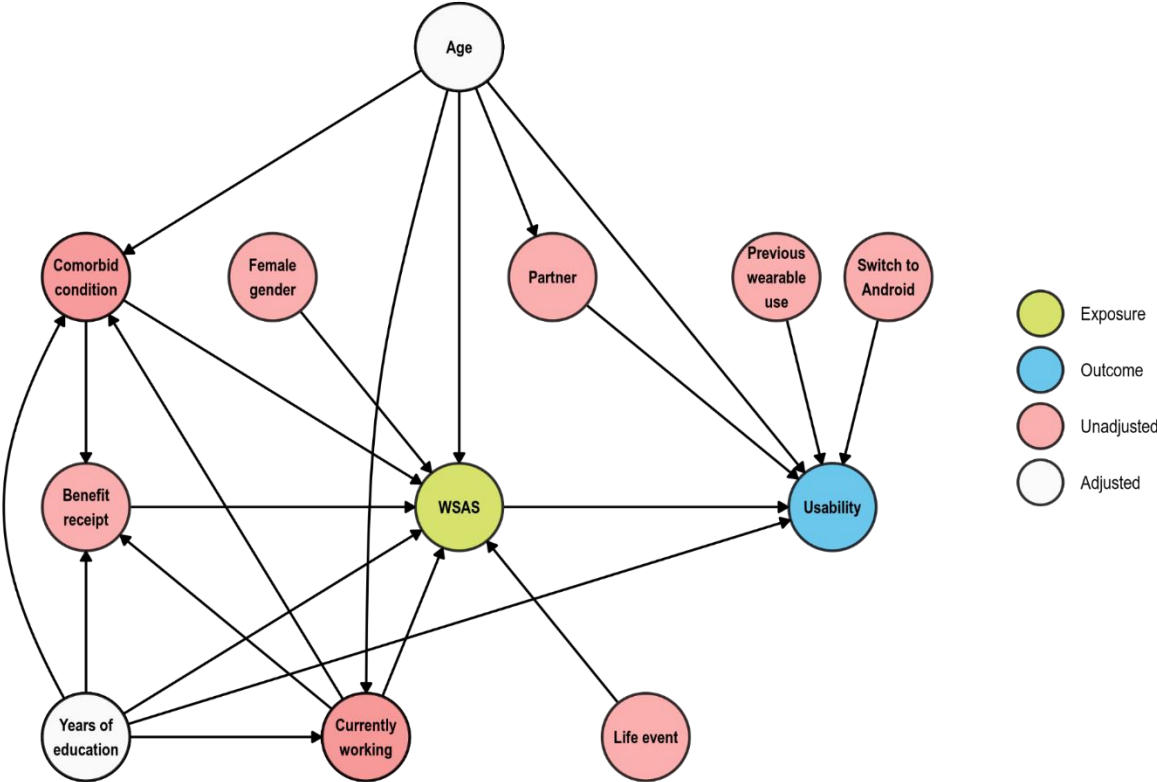 Age
Comorbid
condition
Female
gender
Partner
Previous
wearable
use
Switch to
Android
Exposure
Outcome
Unadjusted
Adjusted
Benefit
receipt
WSAS
Usability
Years of
education
Currently
working
Life event